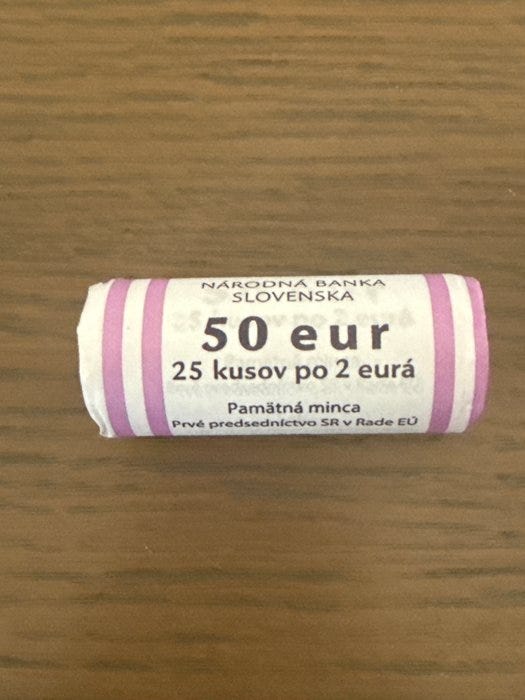 NÁRODNÁ BANKA
SLOVENSKA
50 eur
25 kusov po 2 eurá
Pamätná minca
Prvé predsedníctvo SR v Rade EÚ